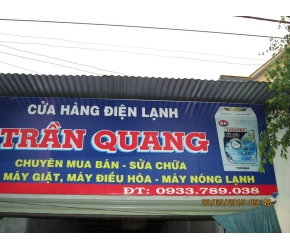 CỬA HÀNG ĐIỆN LẠNH
TRẦN QUANG
CHUYÊN MUA BÁN - SỬA CHỮA
MÁY GIẶT, MÁY ĐIỀU HÒA - MÁY NÓNG LẠNH
ĐT: 0933.789.038